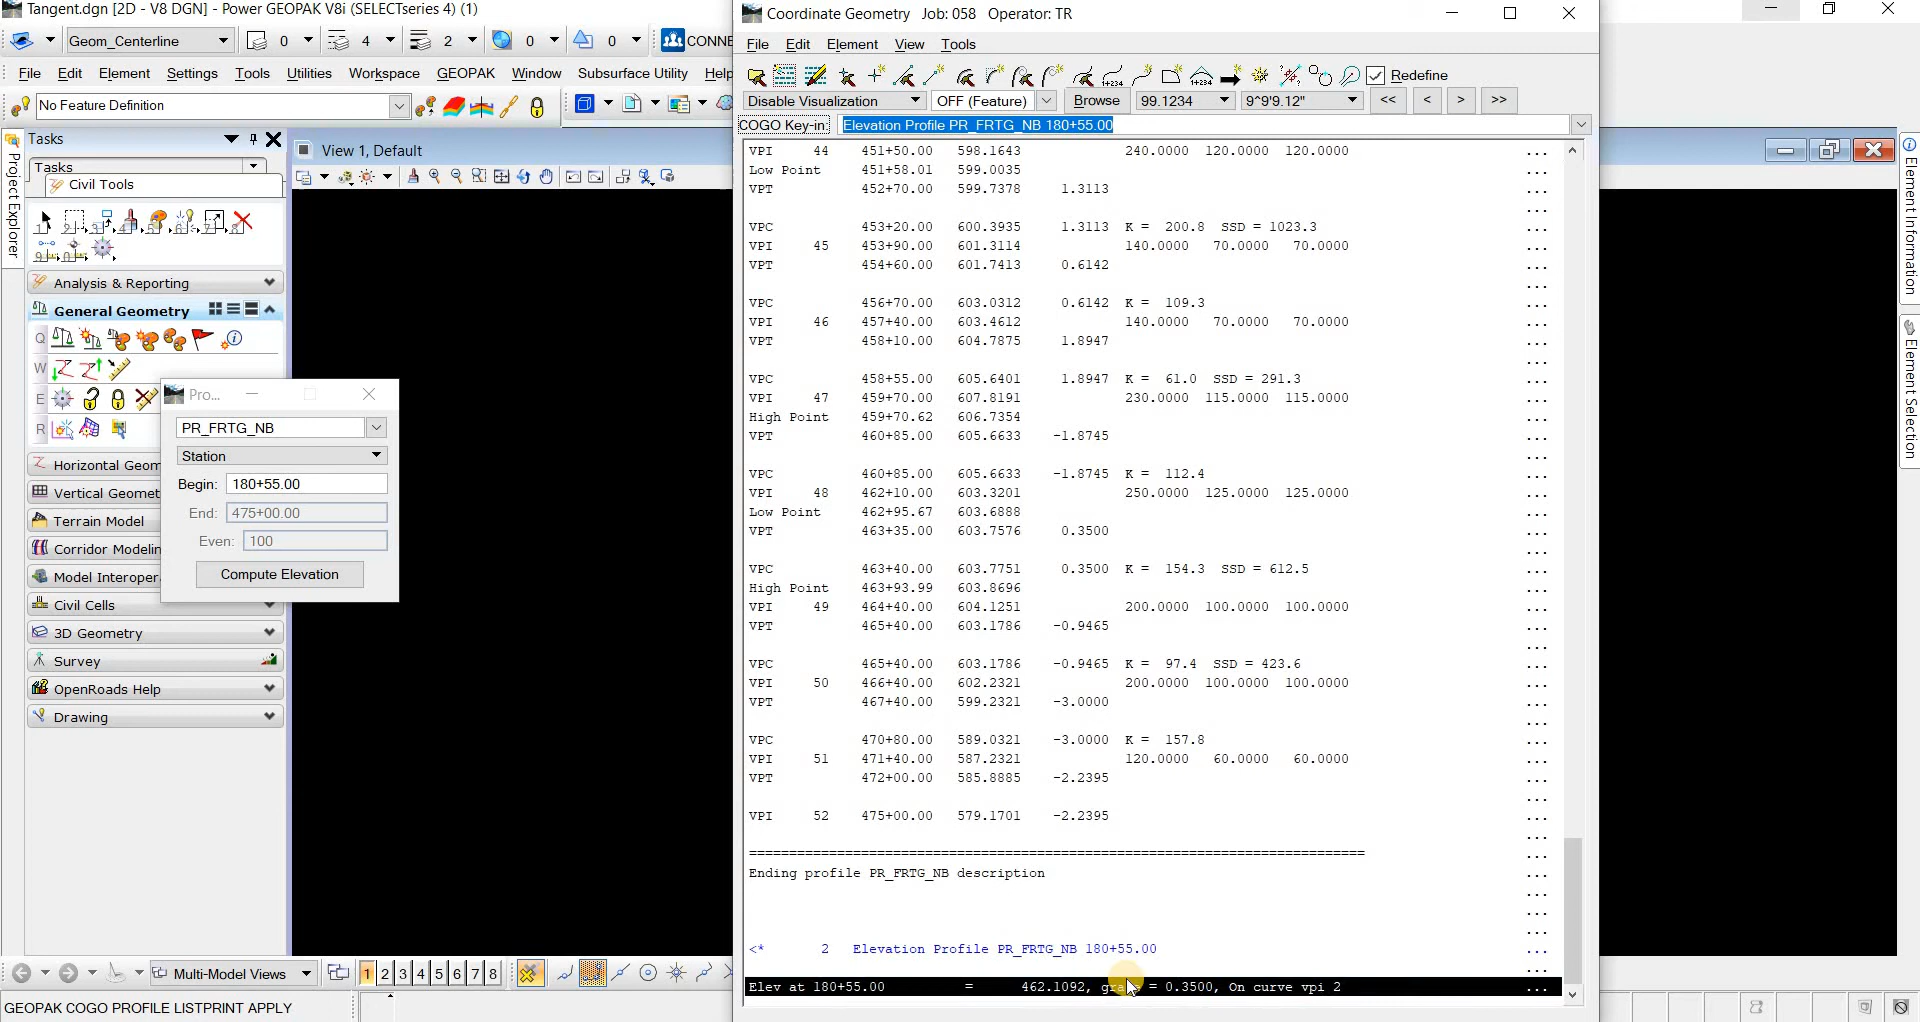 Tangent.dgn [2D - V8 DGN] - Power GEOPAK V8i (SELECTseries 4) (1)
Geom_Centerline 0 4 2 0 0 CONNE
File Edit Element Settings Tools Utilities Workspace GEOPAK Window Subsurface Utility Help
No Feature Definition
Tasks
Tasks
Civil Tools
Project Explorer
Analysis & Reporting
General Geometry
Q
W
E
R
Horizontal Geom
Vertical Geomet
Terrain Model
Corridor Modelin
Model Interoper
Civil Cells
3D Geometry
Survey
OpenRoads Help
Drawing
View 1, Default
Pro...
PR_FRTG_NB
Station
Begin: 180+55.00
End: 475+00.00
Even: 100
Compute Elevation
Multi-Model Views 1 2 3 4 5 6 7 8
GEOPAK COGO PROFILE LISTPRINT APPLY
Coordinate Geometry Job: 058 Operator: TR
File Edit Element View Tools
Redefine
Disable Visualization OFF (Feature) Browse 99.1234 9^9'9.12" << < > >>
COGO Key-in: Elevation Profile PR_FRTG_NB 180+55.00
VPI 44 451+50.00 598.1643 240.0000 120.0000 120.0000 ...
Low Point 451+58.01 599.0035 ...
VPT 452+70.00 599.7378 1.3113 ...
...
VPC 453+20.00 600.3935 1.3113 K = 200.8 SSD = 1023.3 ...
VPI 45 453+90.00 601.3114 140.0000 70.0000 70.0000 ...
VPT 454+60.00 601.7413 0.6142 ...
...
VPC 456+70.00 603.0312 0.6142 K = 109.3 ...
VPI 46 457+40.00 603.4612 140.0000 70.0000 70.0000 ...
VPT 458+10.00 604.7875 1.8947 ...
...
VPC 458+55.00 605.6401 1.8947 K = 61.0 SSD = 291.3 ...
VPI 47 459+70.00 607.8191 230.0000 115.0000 115.0000 ...
High Point 459+70.62 606.7354 ...
VPT 460+85.00 605.6633 -1.8745 ...
...
VPC 460+85.00 605.6633 -1.8745 K = 112.4 ...
VPI 48 462+10.00 603.3201 250.0000 125.0000 125.0000 ...
Low Point 462+95.67 603.6888 ...
VPT 463+35.00 603.7576 0.3500 ...
...
VPC 463+40.00 603.7751 0.3500 K = 154.3 SSD = 612.5 ...
High Point 463+93.99 603.8696 ...
VPI 49 464+40.00 604.1251 200.0000 100.0000 100.0000 ...
VPT 465+40.00 603.1786 -0.9465 ...
...
VPC 465+40.00 603.1786 -0.9465 K = 97.4 SSD = 423.6 ...
VPI 50 466+40.00 602.2321 200.0000 100.0000 100.0000 ...
VPT 467+40.00 599.2321 -3.0000 ...
...
VPC 470+80.00 589.0321 -3.0000 K = 157.8 ...
VPI 51 471+40.00 587.2321 120.0000 60.0000 60.0000 ...
VPT 472+00.00 585.8885 -2.2395 ...
...
VPI 52 475+00.00 579.1701 -2.2395 ...
...
Ending profile PR_FRTG_NB description ...
...
...
...
<* 2 Elevation Profile PR_FRTG_NB 180+55.00 ...
...
Elev at 180+55.00 = 462.1092, = 0.3500, On curve vpi 2 ...
Element Information
Element Selection